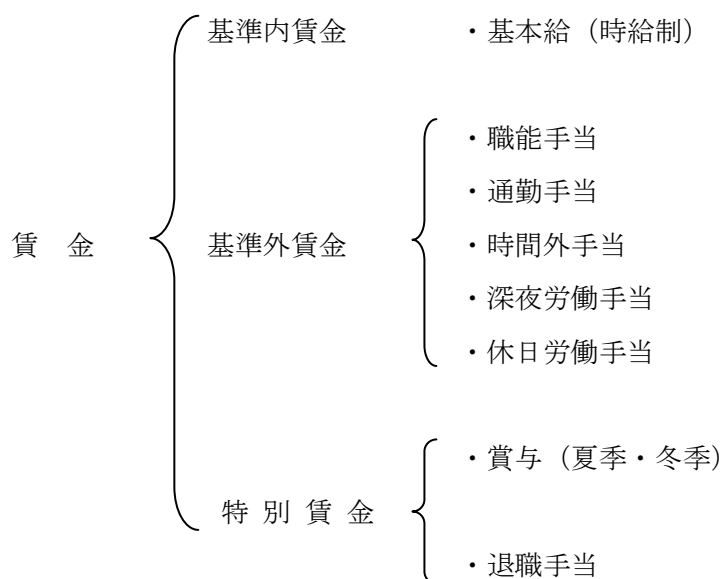 基準内賃金 ・基本給（時給制）
・職能手当
・通勤手当
賃 金 基準外賃金 ・時間外手当
・深夜労働手当
・休日労働手当
・賞与（夏季・冬季）
特 別 賃 金
・退職手当